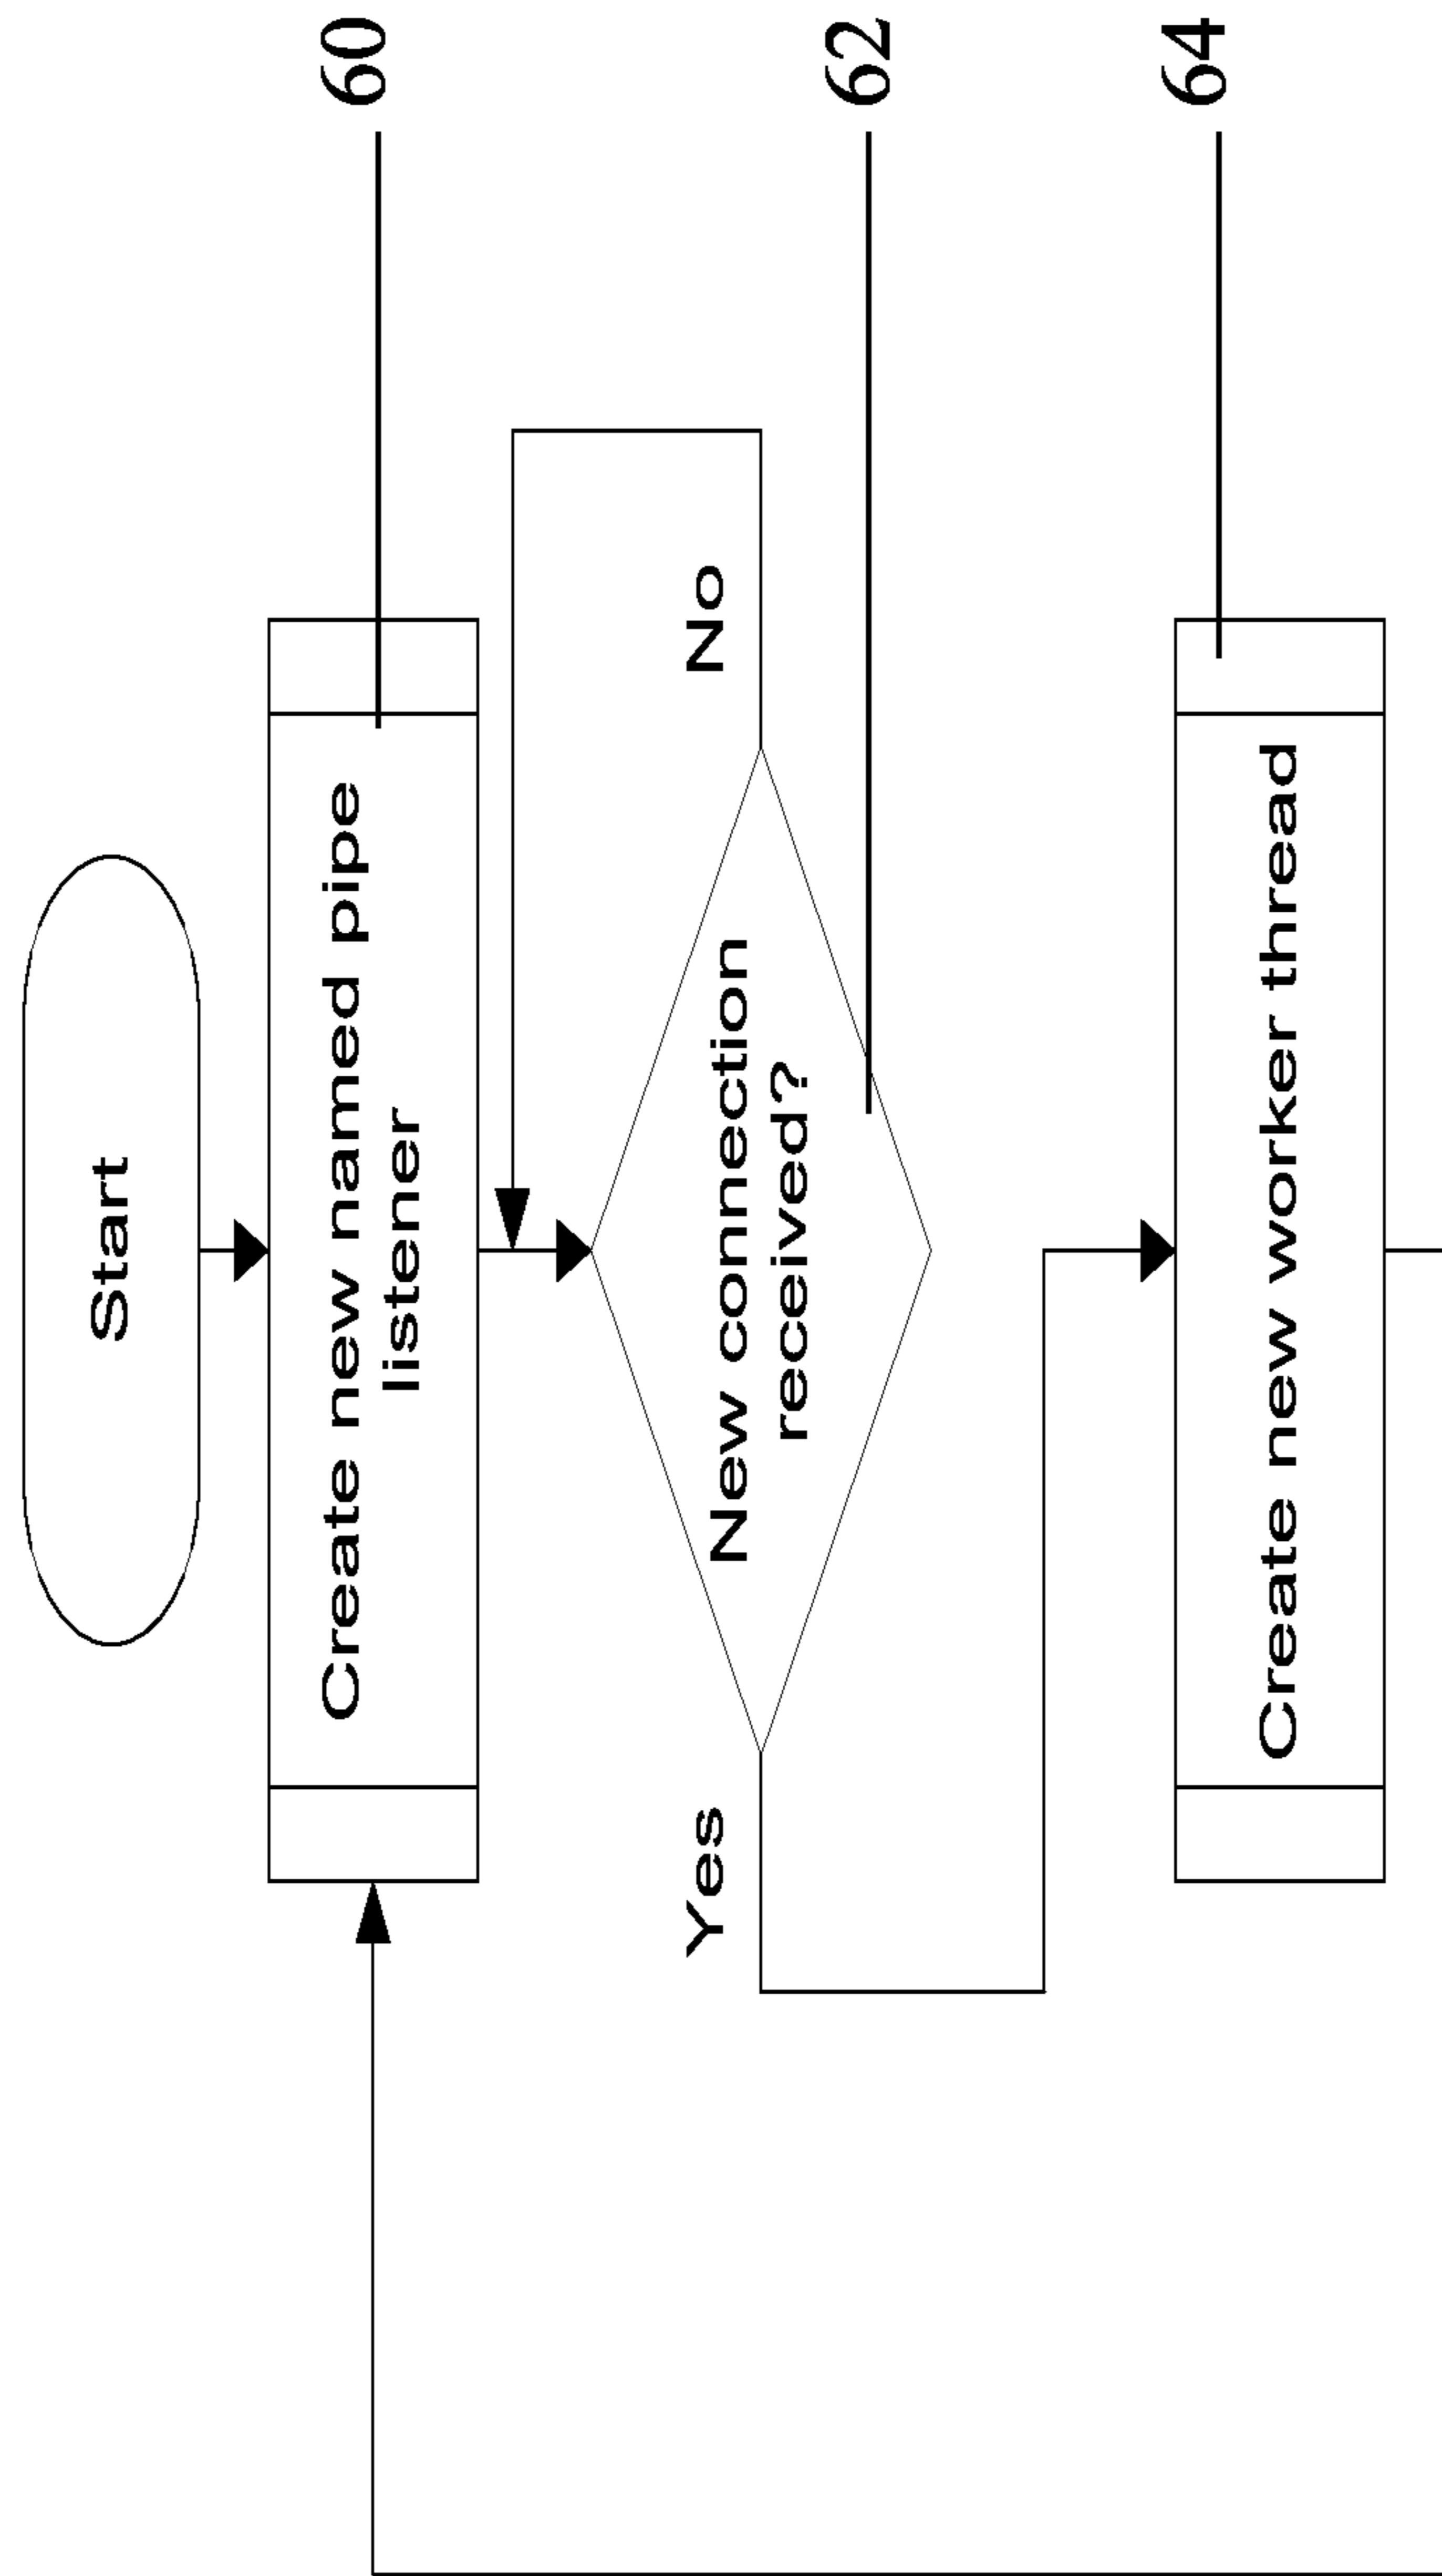 Start
Create new named pipe
listener
60
No
New connection
received?
Yes
62
Create new worker thread
64